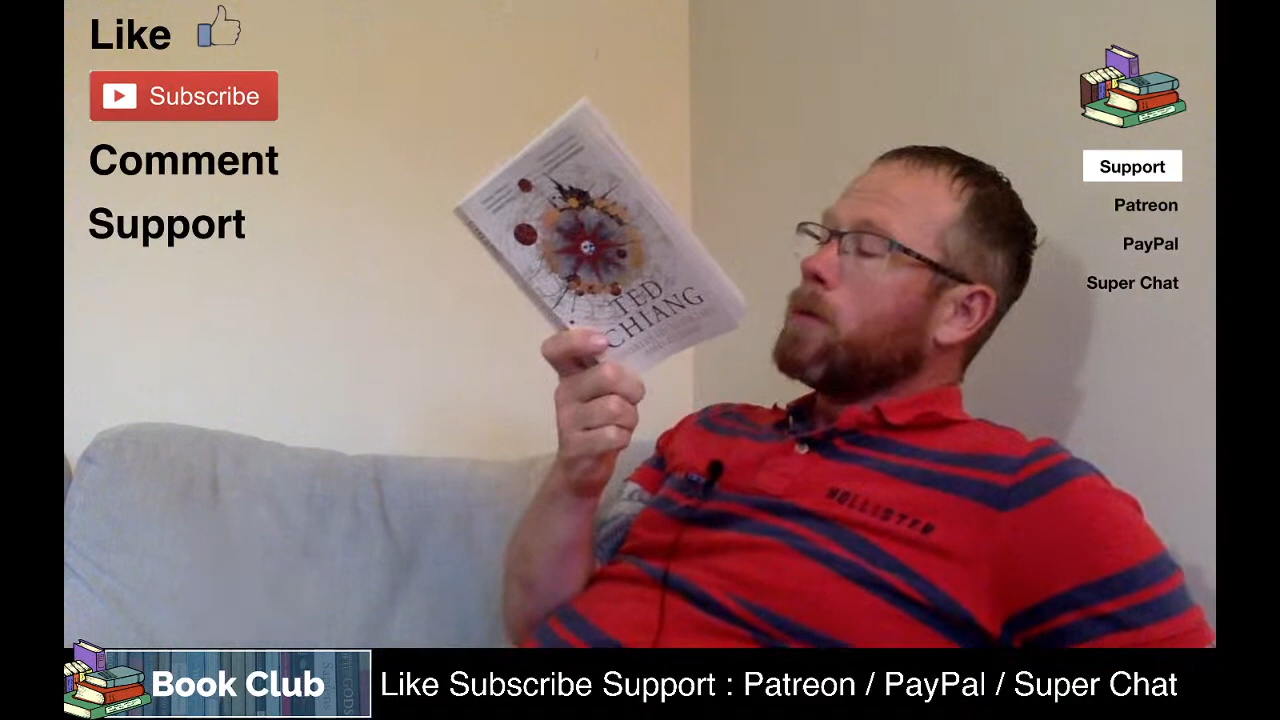 Like
Subscribe
Comment
Support
Support
Patreon
PayPal
Super Chat
TED
CHIANG
HOLLISTER
Book Club
Like Subscribe Support : Patreon / PayPal / Super Chat